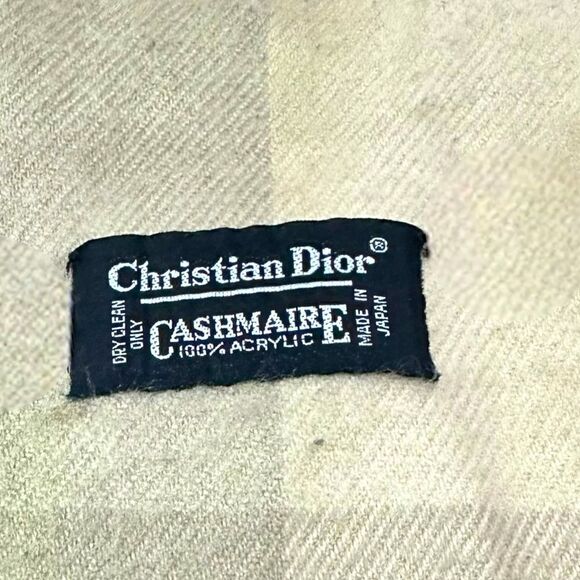 Christian Dior®
DRY CLEAN
ONLY
CASHMAIRE
100% ACRYLIC
MADE IN
JAPAN